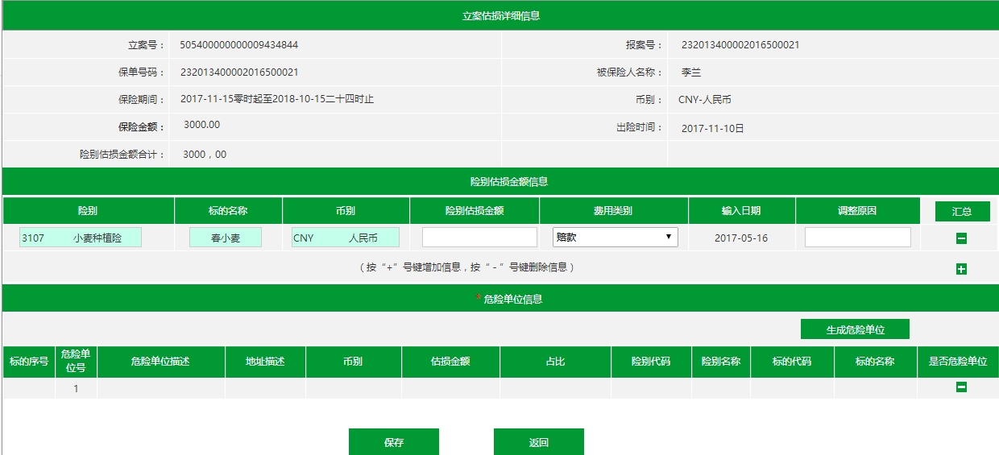 立案估损详细信息
立案号： 505400000000009434844 报案号： 232013400002016500021
保单号码： 232013400002016500021 被保险人名称： 李兰
保险期间： 2017-11-15零时起至2018-10-15二十四时止 币别： CNY-人民币
保险金额： 3000.00 出险时间： 2017-11-10日
险别估损金额合计： 3000，00
险别估损金额信息
险别 标的名称 币别 险别估损金额 费用类别 输入日期 调整原因 汇总
3107 小麦种植险 春小麦 CNY 人民币 赔款 2017-05-16
（按“+”号键增加信息，按“-”号键删除信息）
*危险单位信息
生成危险单位
标的序号 危险单位号 危险单位描述 地址描述 币别 估损金额 占比 险别代码 险别名称 标的代码 标的名称 是否危险单位
1
保存 返回